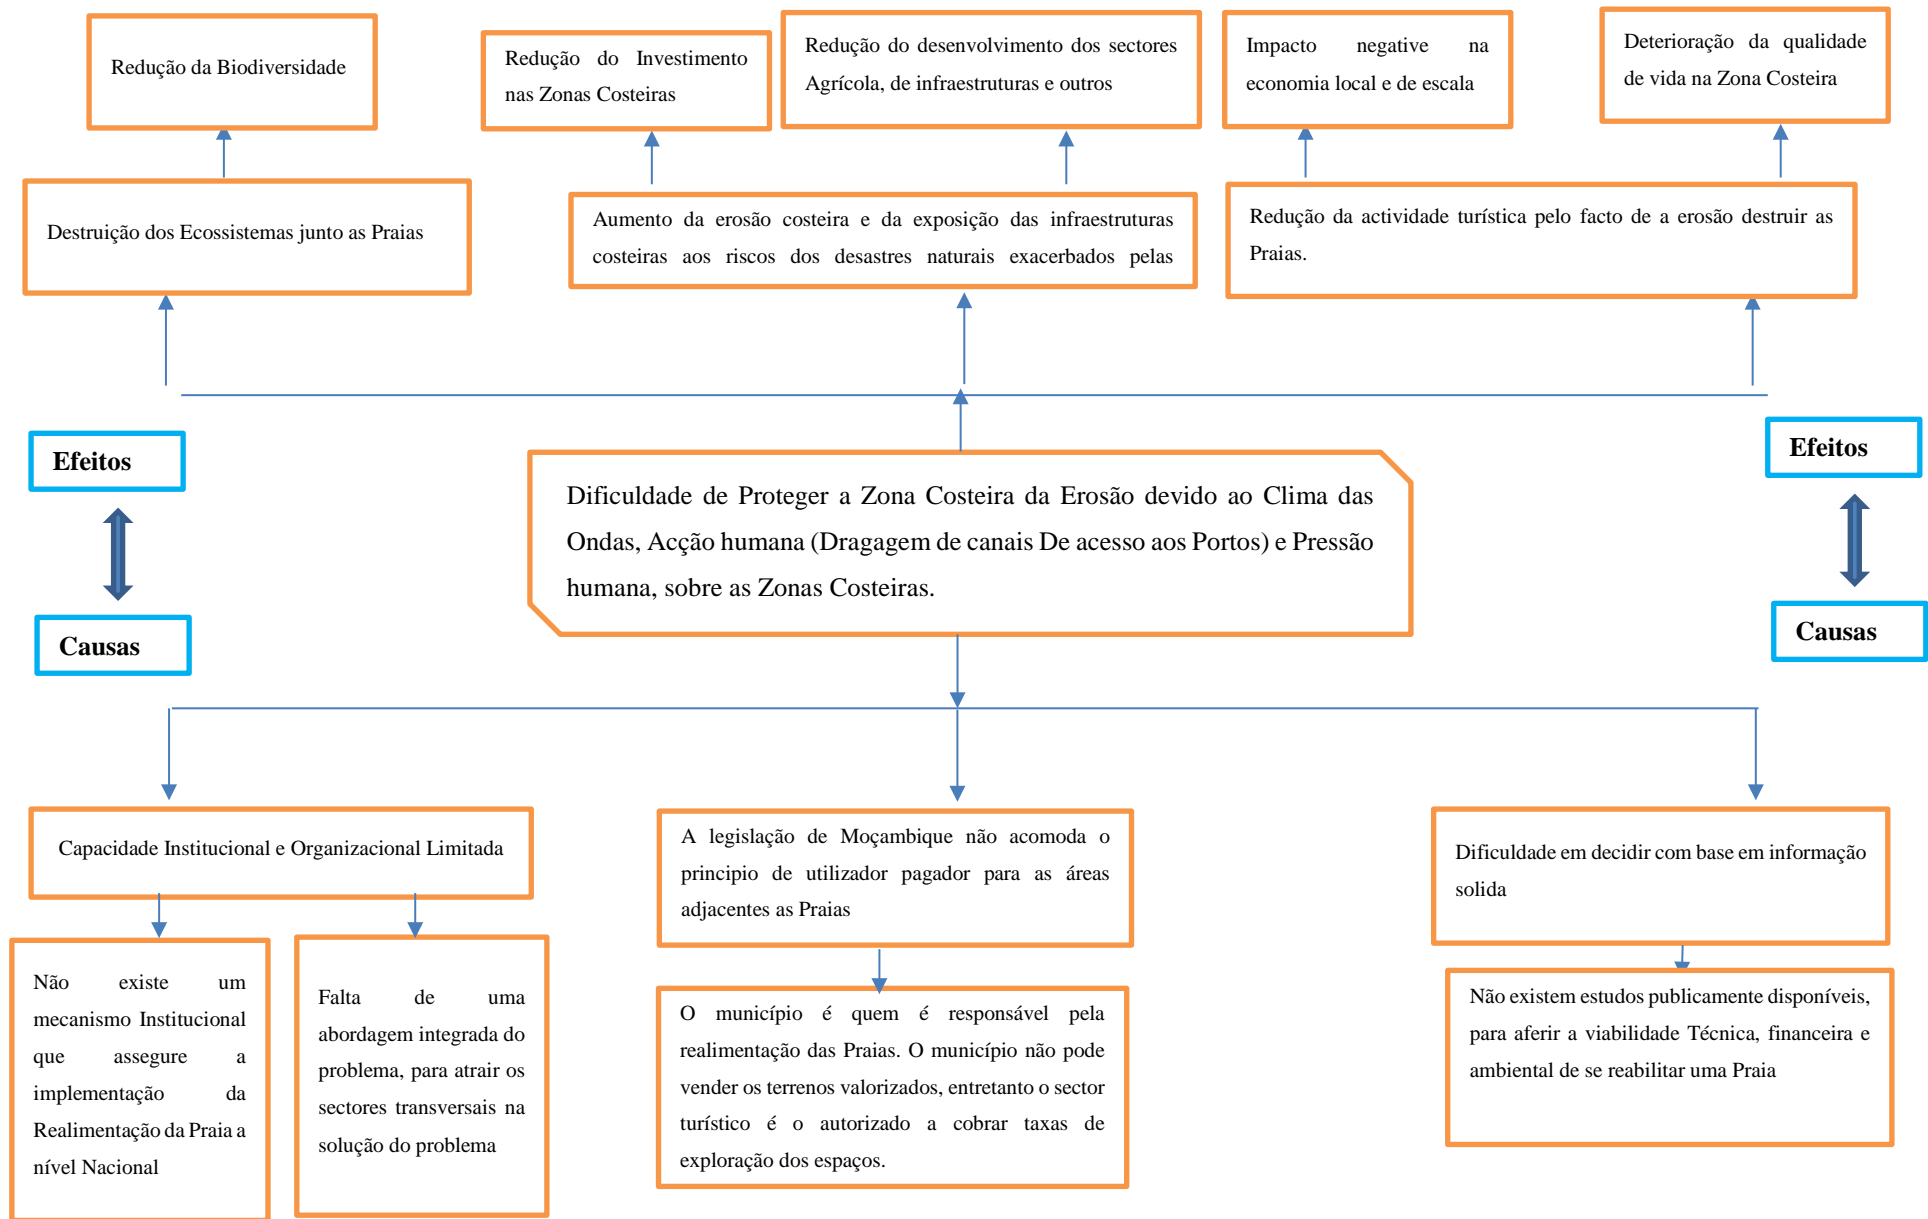 Redução da Biodiversidade
Redução do Investimento
nas Zonas Costeiras
Redução do desenvolvimento dos sectores
Agrícola, de infraestruturas e outros
Impacto negative na
economia local e de escala
Deterioração da qualidade
de vida na Zona Costeira
Destruição dos Ecossistemas junto as Praias
Aumento da erosão costeira e da exposição das infraestruturas
costeiras aos riscos dos desastres naturais exacerbados pelas
Redução da actividade turística pelo facto de a erosão destruir as
Praias.
Efeitos
Efeitos
Dificuldade de Proteger a Zona Costeira da Erosão devido ao Clima das
Ondas, Acção humana (Dragagem de canais De acesso aos Portos) e Pressão
humana, sobre as Zonas Costeiras.
Causas
Causas
Capacidade Institucional e Organizacional Limitada
A legislação de Moçambique não acomoda o
principio de utilizador pagador para as áreas
adjacentes as Praias
Dificuldade em decidir com base em informação
solida
Não existe um
mecanismo Institucional
que assegure a
implementação da
Realimentação da Praia a
nível Nacional
Falta de uma
abordagem integrada do
problema, para atrair os
sectores transversais na
solução do problema
O município é quem é responsável pela
realimentação das Praias. O município não pode
vender os terrenos valorizados, entretanto o sector
turístico é o autorizado a cobrar taxas de
exploração dos espaços.
Não existem estudos publicamente disponíveis,
para aferir a viabilidade Técnica, financeira e
ambiental de se reabilitar uma Praia